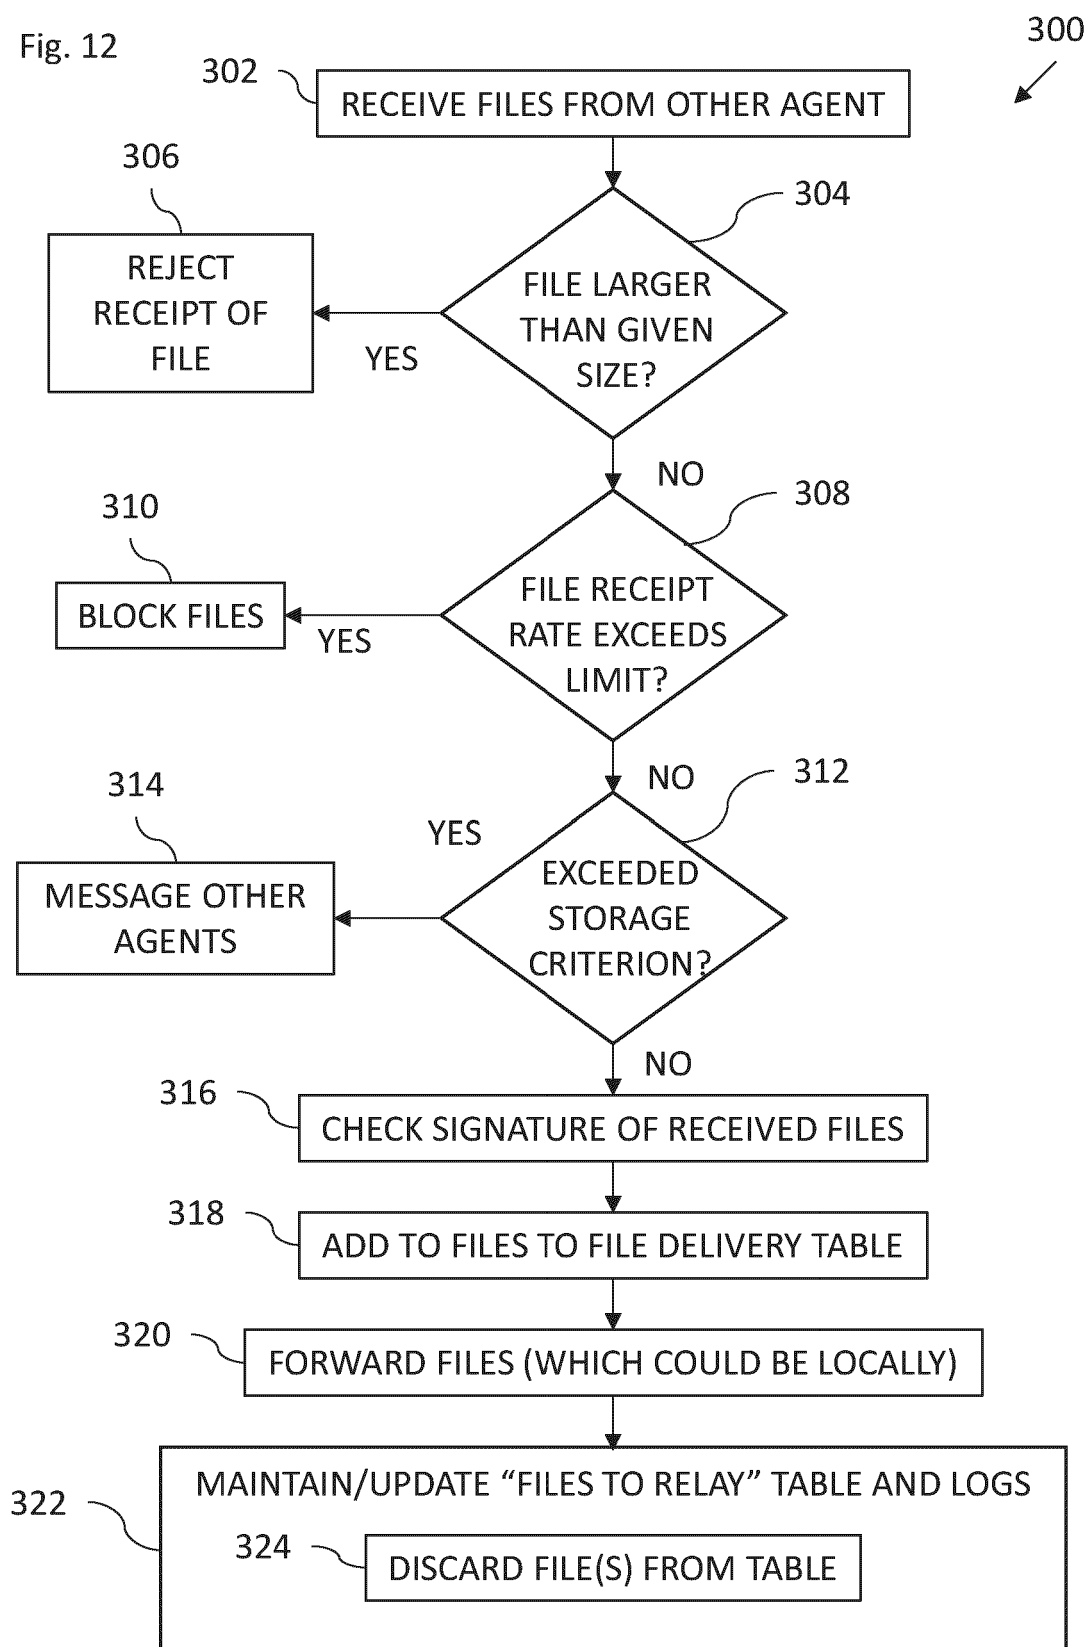 Fig. 12
300
302
RECEIVE FILES FROM OTHER AGENT
306
304
REJECT
RECEIPT OF
FILE
FILE LARGER
THAN GIVEN
SIZE?
YES
NO
310
308
BLOCK FILES
FILE RECEIPT
RATE EXCEEDS
LIMIT?
YES
NO
314
312
YES
MESSAGE OTHER
AGENTS
EXCEEDED
STORAGE
CRITERION?
NO
316
CHECK SIGNATURE OF RECEIVED FILES
318
ADD TO FILES TO FILE DELIVERY TABLE
320
FORWARD FILES (WHICH COULD BE LOCALLY)
322
MAINTAIN/UPDATE “FILES TO RELAY” TABLE AND LOGS
324
DISCARD FILE(S) FROM TABLE